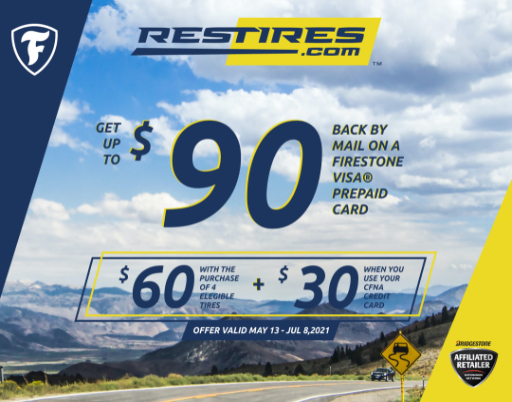 RESTIRES
.COM
TM
GET
UP
TO
$90
BACK BY
MAIL ON A
FIRESTONE
VISA®
PREPAID
CARD
$60
WITH THE
PURCHASE
OF 4
ELEGIBLE
TIRES
+
$30
WHEN YOU
USE YOUR
CFNA
CREDIT
CARD
OFFER VALID MAY 13 - JUL 8,2021
BRIDGESTONE
AFFILIATED
RETAILER